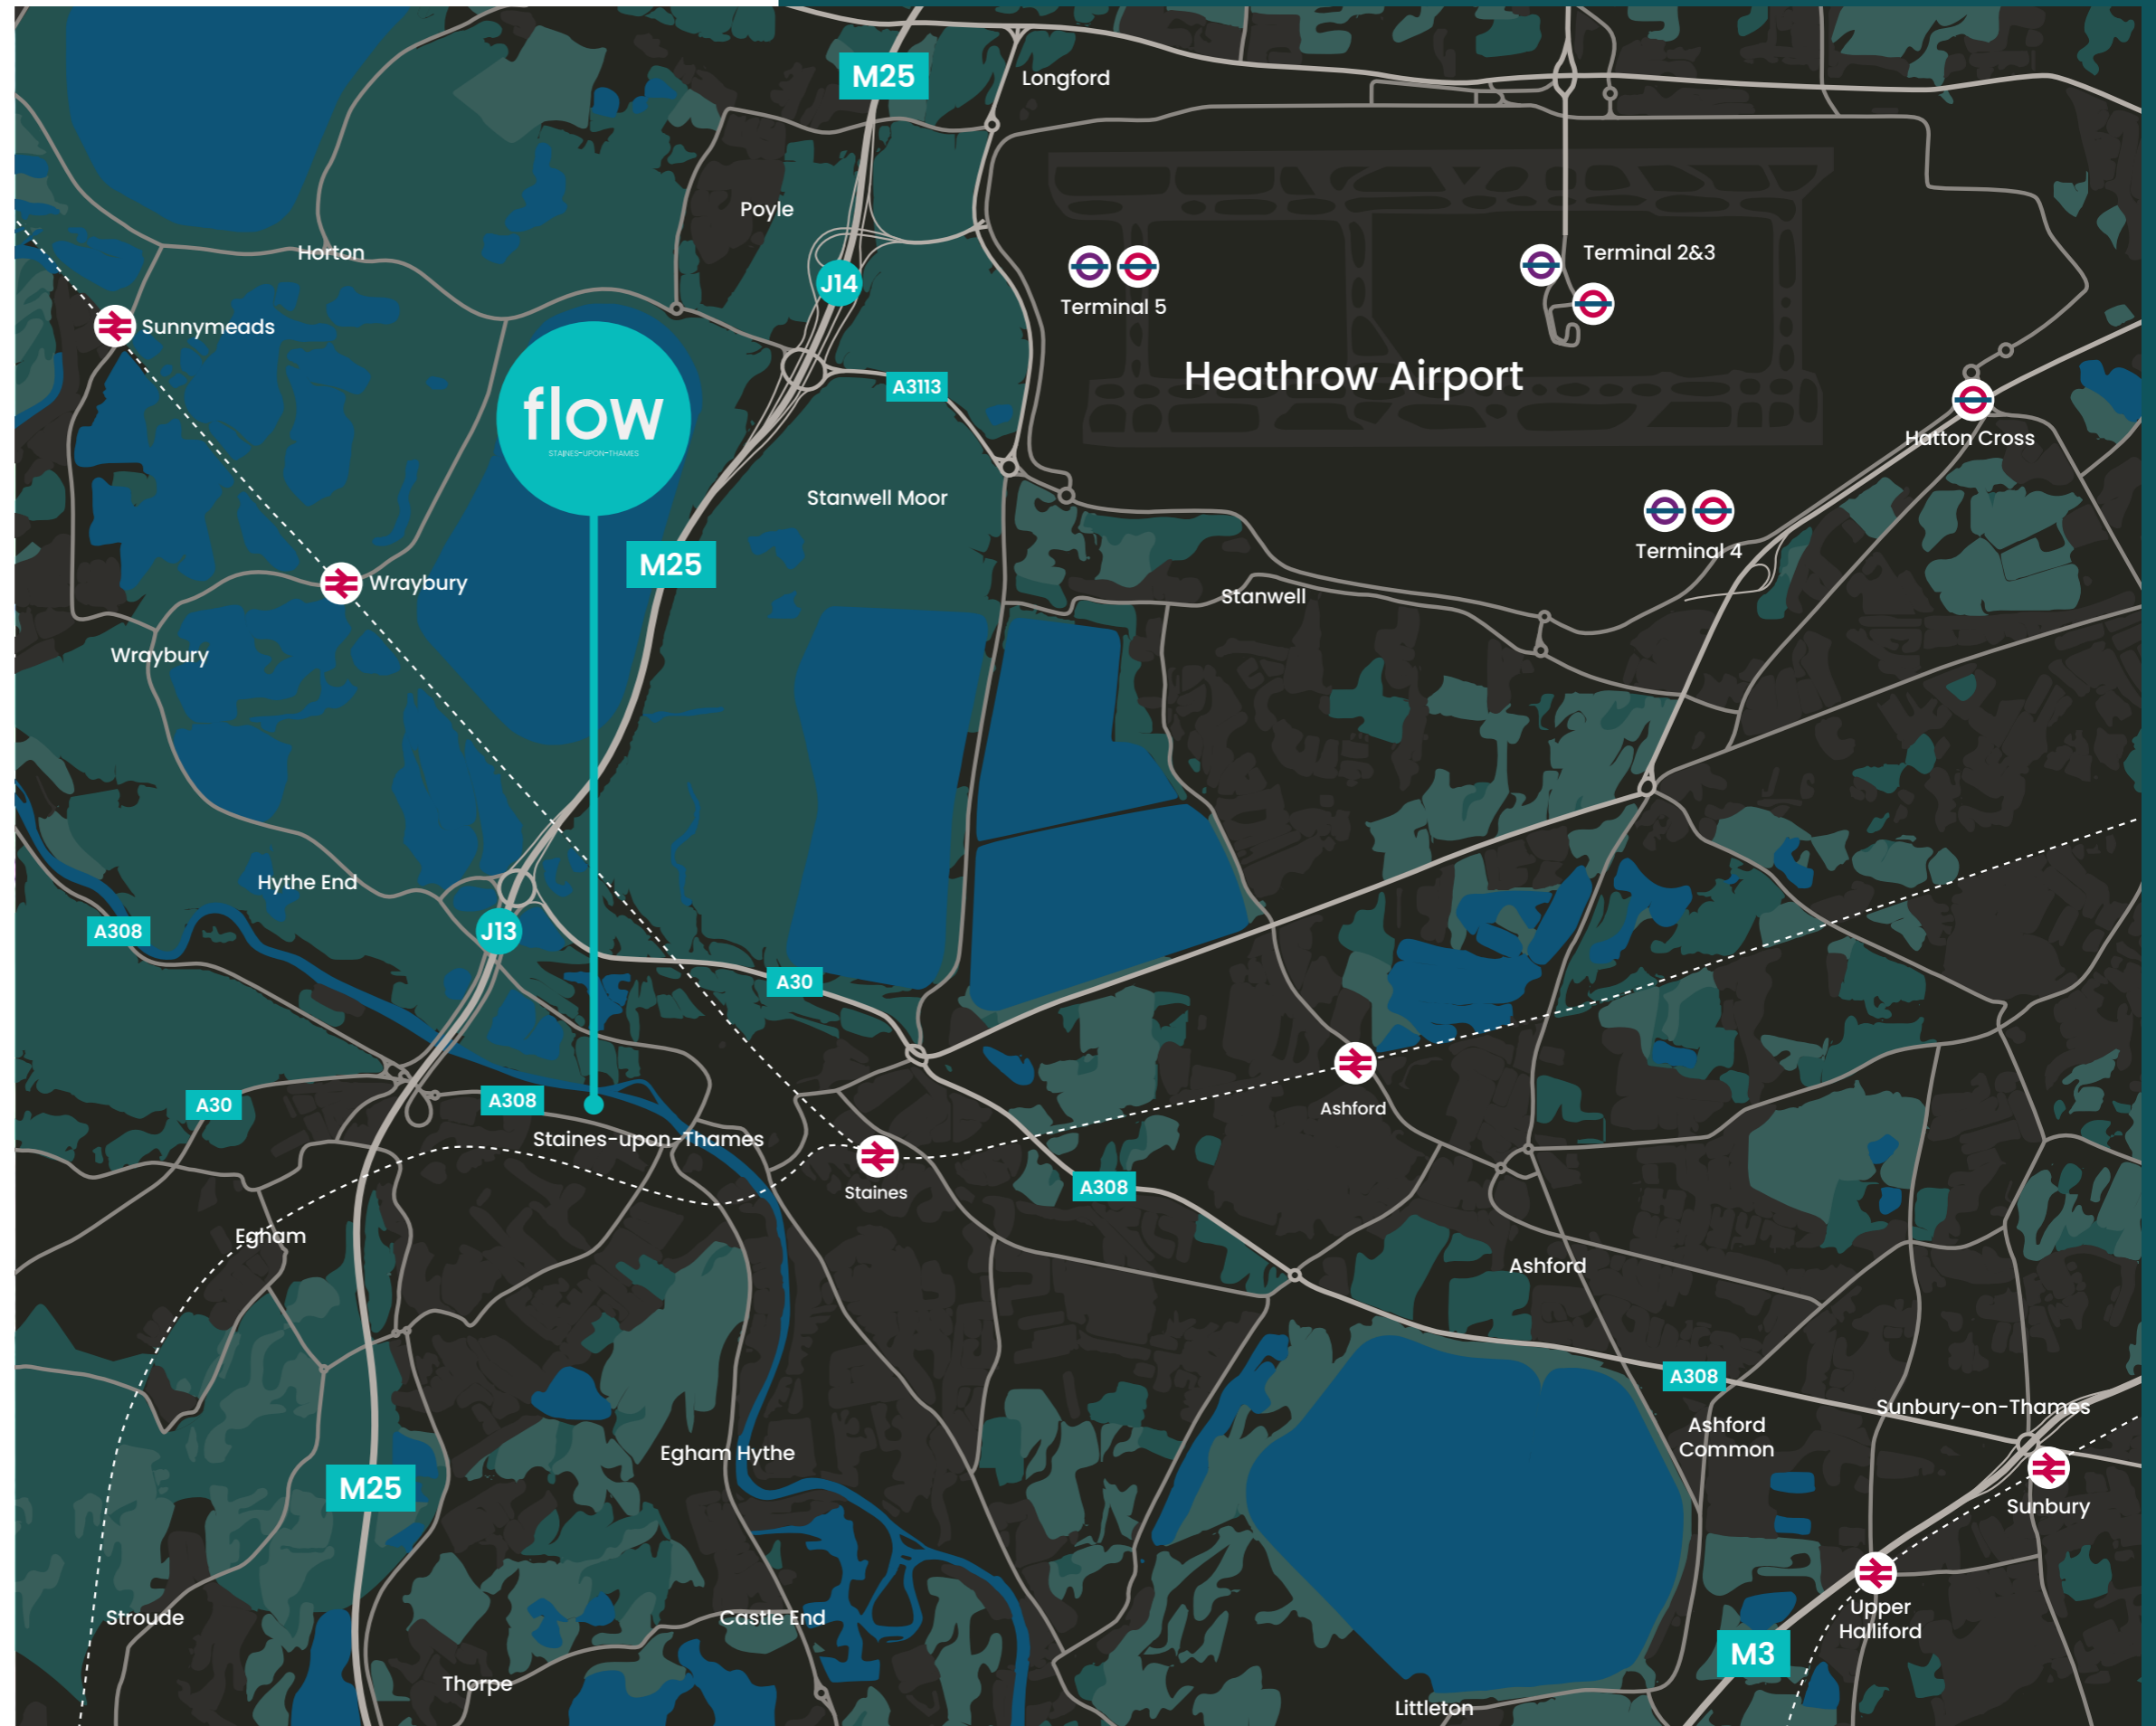 M25
Longford
Poyle
Horton
J14
Terminal 2&3
Terminal 5
Sunnymeads
Heathrow Airport
A3113
flow
STAINES-UPON-THAMES
Hatton Cross
Stanwell Moor
Terminal 4
M25
Wraybury
Stanwell
Wraybury
Hythe End
A308
J13
A30
A30
A308
Ashford
Staines-upon-Thames
A308
Staines
Egham
Ashford
A308
Sunbury-on-Thames
Ashford
Common
Egham Hythe
M25
Sunbury
Stroude
Castle End
Upper
Halliford
M3
Thorpe
Littleton